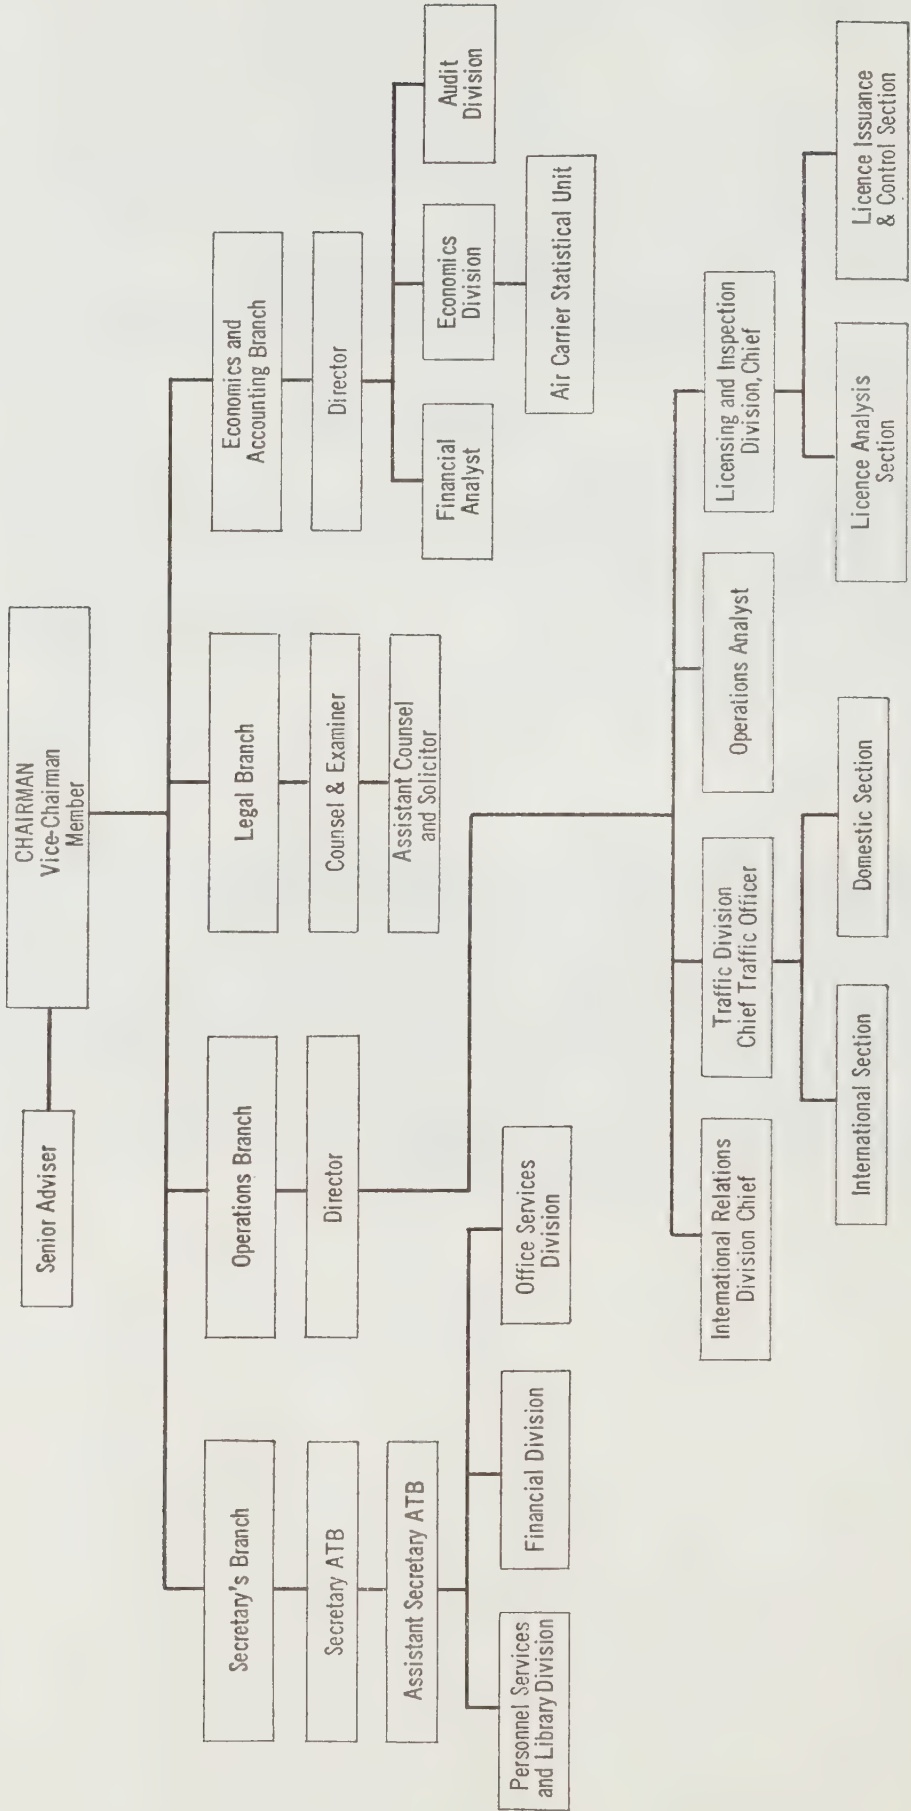 CHAIRMAN
Vice-Chairman
Member
Senior Adviser
Secretary's Branch
Secretary ATB
Assistant Secretary ATB
Personnel Services
and Library Division
Financial Division
Office Services
Division
Operations Branch
Director
International Relations
Division Chief
Traffic Division
Chief Traffic Officer
International Section
Domestic Section
Operations Analyst
Licensing and Inspection
Division, Chief
Licence Analysis
Section
Licence Issuance
& Control Section
Legal Branch
Counsel & Examiner
Assistant Counsel
and Solicitor
Economics and
Accounting Branch
Director
Financial
Analyst
Economics
Division
Air Carrier Statistical Unit
Audit
Division